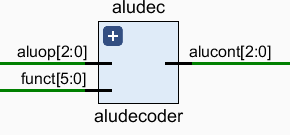 aludec
aluop[2:0]
alucont[2:0]
funct[5:0]
aludecoder